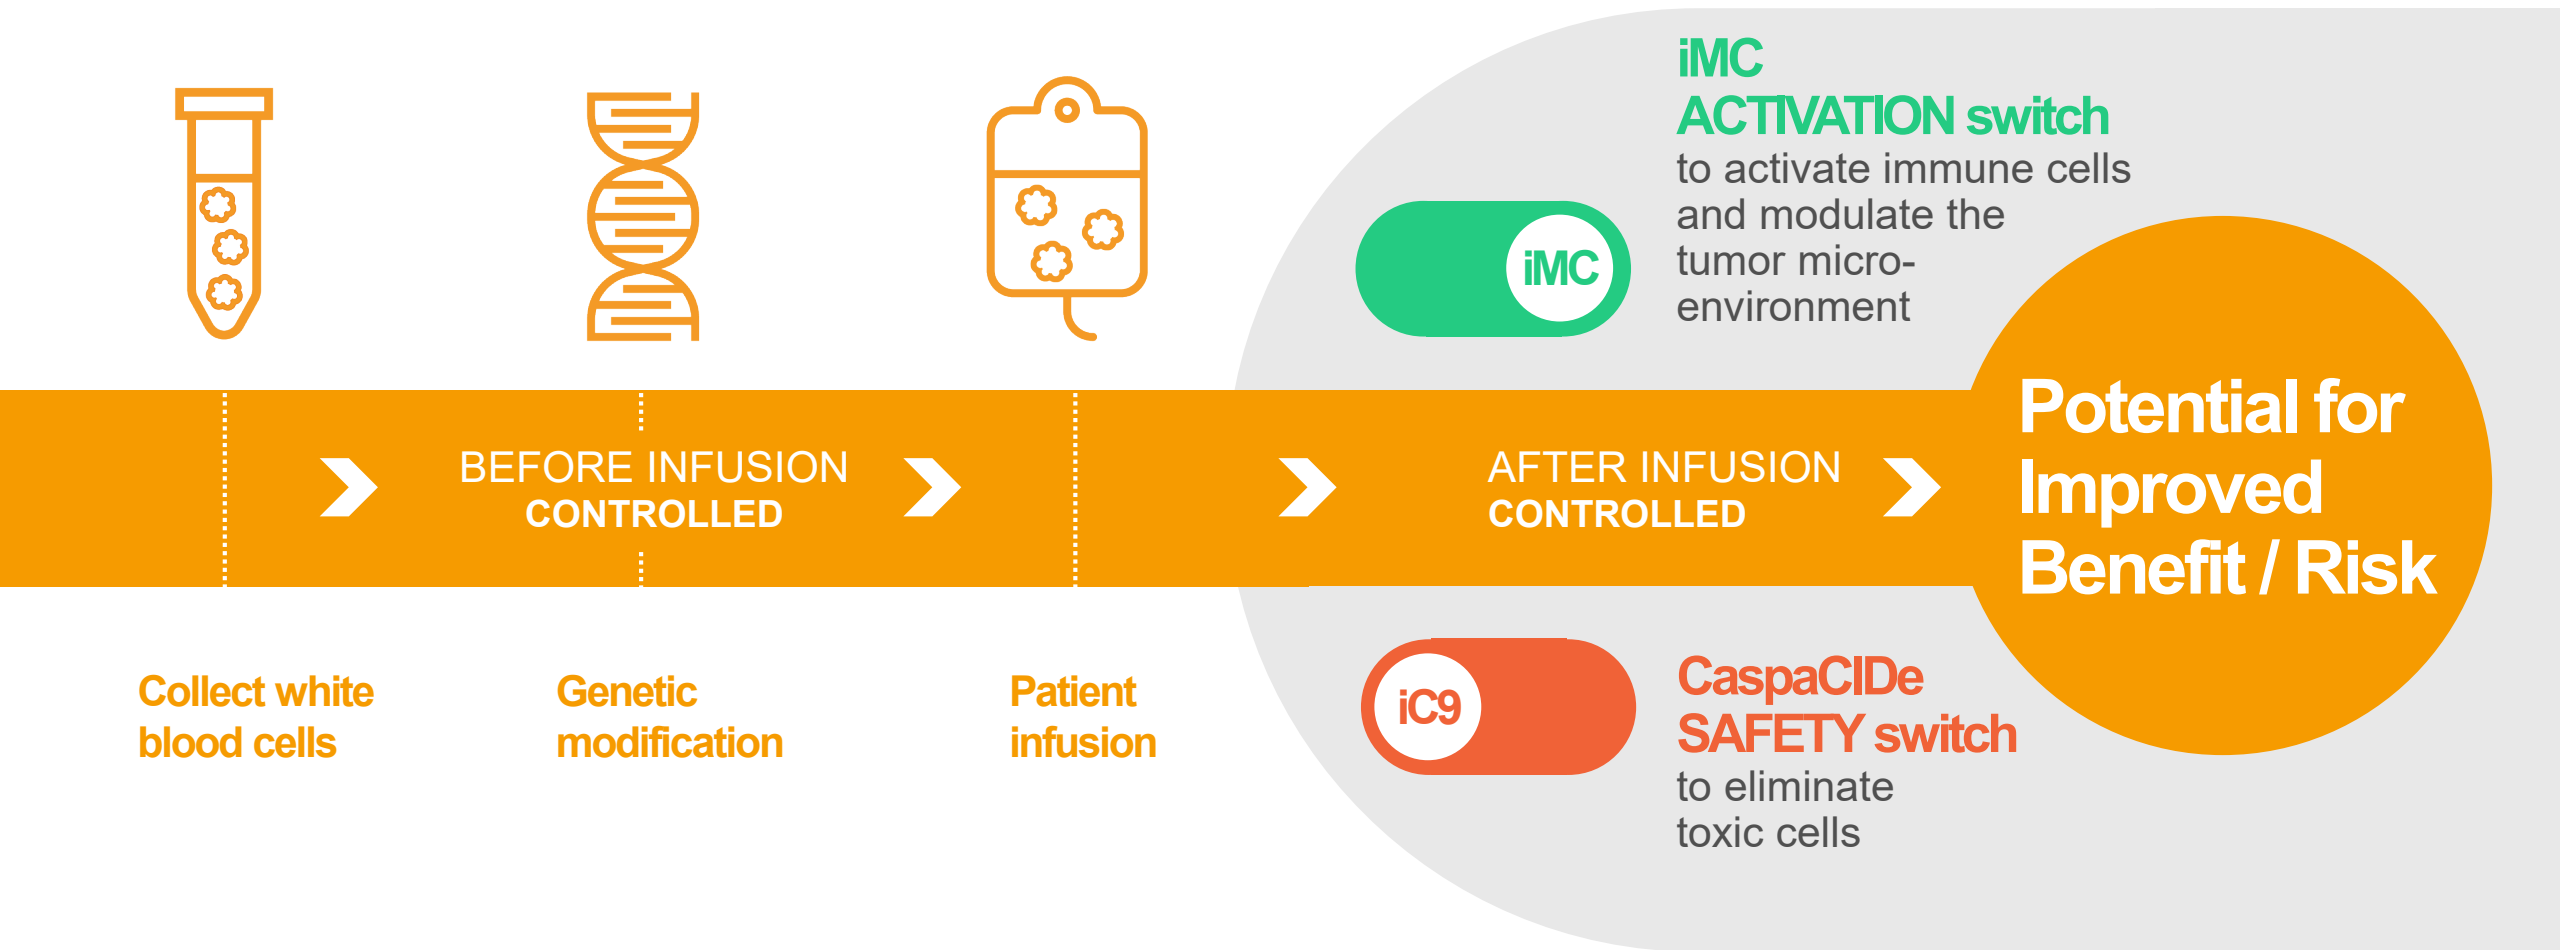 iMC
ACTIVATION switch
to activate immune cells
and modulate the
tumor micro-
environment
iMC
BEFORE INFUSION
CONTROLLED
AFTER INFUSION
CONTROLLED
Potential for
Improved
Benefit / Risk
Collect white
blood cells
Genetic
modification
Patient
infusion
iC9
CaspaCIDe
SAFETY switch
to eliminate
toxic cells